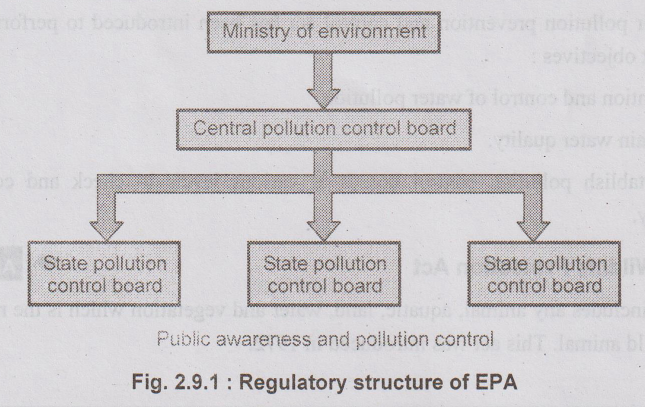 Ministry of environment
Central pollution control board
State pollution
control board
State pollution
control board
State pollution
control board
Public awareness and pollution control
Fig. 2.9.1 : Regulatory structure of EPA